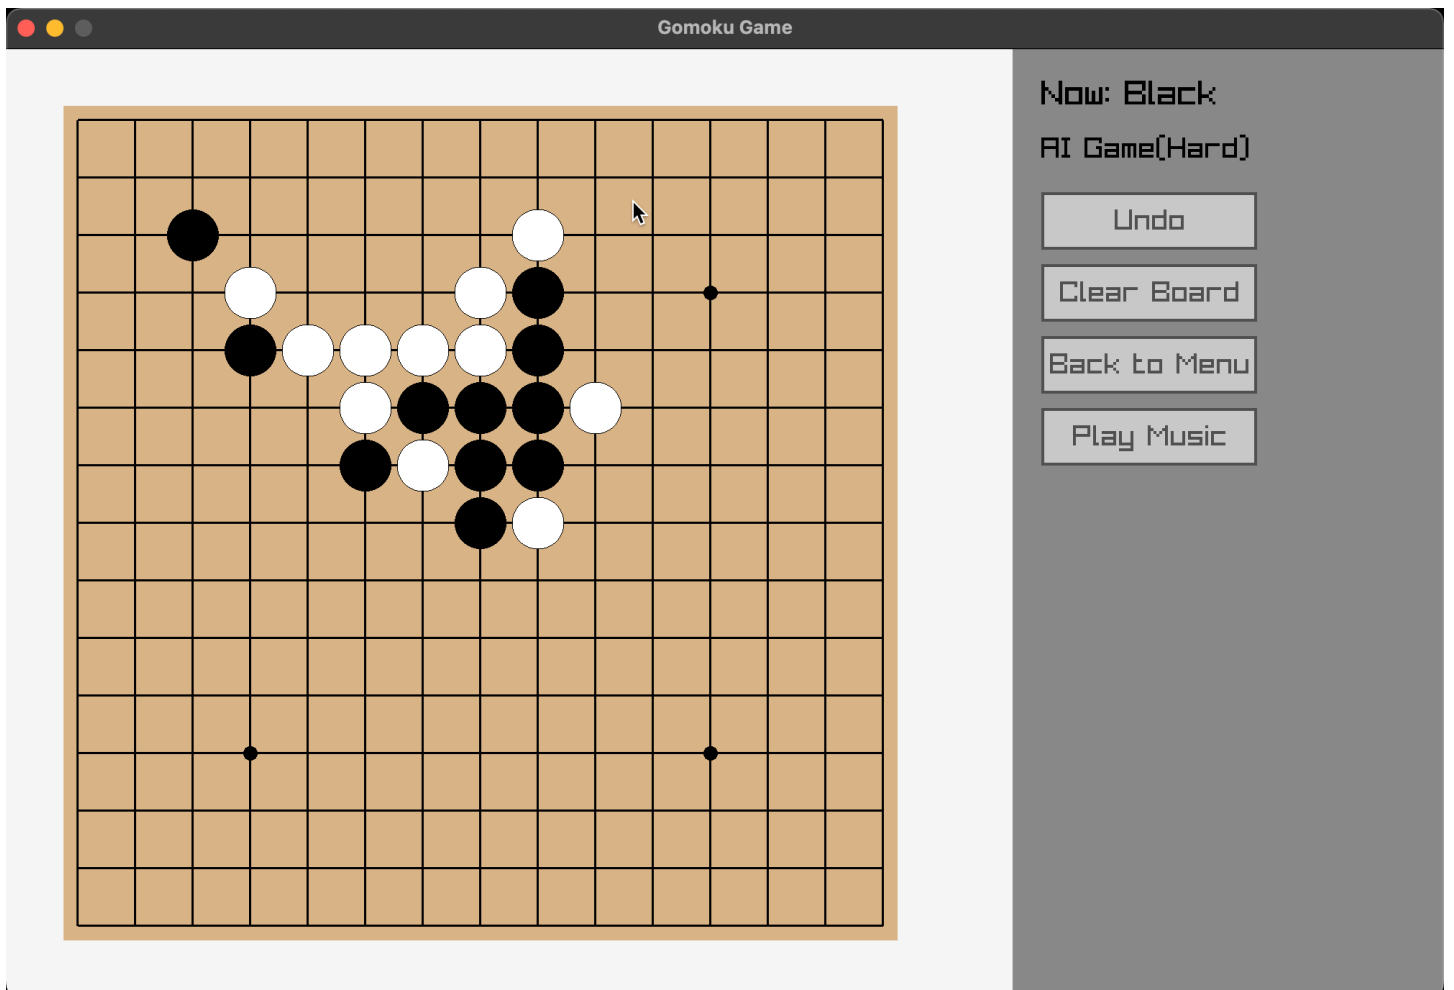 Gomoku Game
Now: Black
AI Game(Hard)
Undo
Clear Board
Back to Menu
Play Music